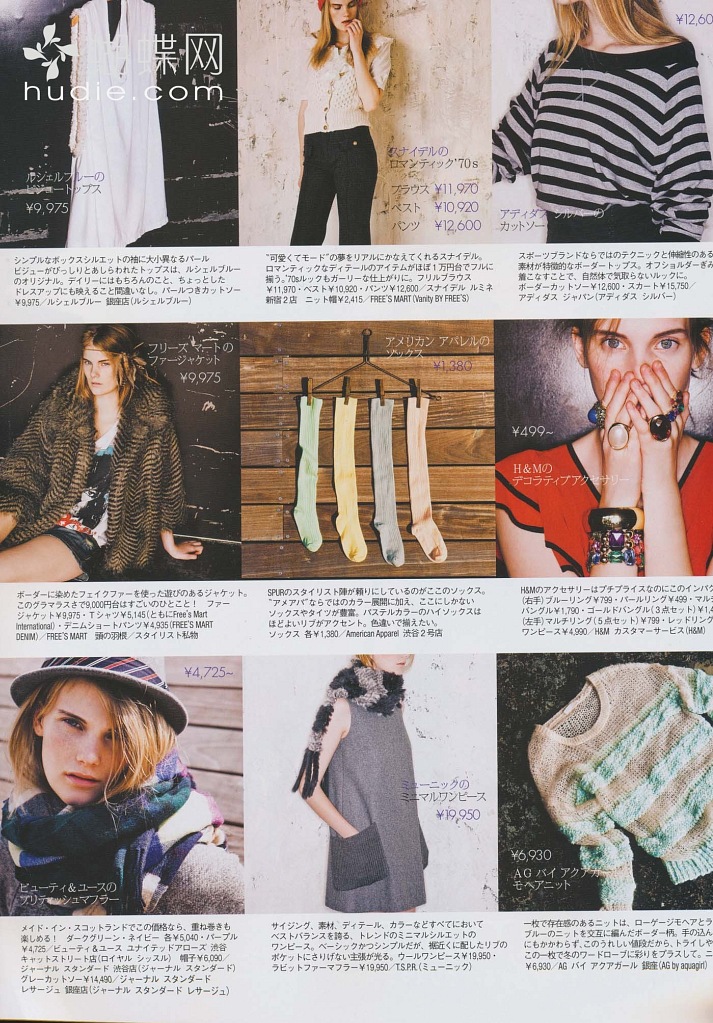 蝶网
hudie.com
ルシェルブルーの
ビジュートップス
¥9,975
シンプルなボックスシルエットの袖に大小異なるパール
ビジューがびっしりとあしらわれたトップスは、ルシェルブルー
のオリジナル。デイリーにはもちろんのこと、ちょっとした
ドレスアップにも映えること間違いなし。パールつきカットソー
¥9,975/ルシェルブルー 銀座店(ルシェルブルー)
スナイデルの
ロマンティック'70s
ブラウス ¥11,970
ベスト ¥10,920
パンツ ¥12,600
“可愛くてモード”の夢をリアルにかなえてくれるスナイデル。
ロマンティックなディテールのアイテムがほぼ1万円台でフルに
揃う。'70sルックもガーリーな仕上がりに。フリルブラウス
¥11,970・ベスト¥10,920・パンツ¥12,600/スナイデル ルミネ
新宿2店 ニット帽¥2,415/FREE'S MART(Vanity BY FREE'S)
¥12,60
アディダス シルバーの
カットソー
スポーツブランドならではのテクニックと伸縮性のある
素材が特徴的なボーダートップス。オフショルダーぎみ
着こなすことで、自然体で気取らないルックに。
ボーダーカットソー¥12,600・スカート¥15,750/
アディダス ジャパン(アディダス シルバー)
フリーズ マートの
ファージャケット
¥9,975
ボーダーに染めたフェイクファーを使った遊びのあるジャケット。
このグラマラスさで9,000円台はすごいのひとこと! ファー
ジャケット¥9,975・Tシャツ¥5,145(ともにFree's Mart
International)・デニムショートパンツ¥4,935(FREE'S MART
DENIM)/FREE'S MART 頭の羽根/スタイリスト私物
アメリカン アパレルの
ソックス
¥1,380
SPURのスタイリスト陣が頼りにしているのがここのソックス。
“アメアパ”ならではのカラー展開に加え、ここにしかない
ソックスやタイツが豊富。パステルカラーのハイソックスは
ほどよいリブがアクセント。色違いで揃えたい。
ソックス 各¥1,380/American Apparel 渋谷2号店
¥499~
H&Mの
デコラティブアクセサリー
H&Mのアクセサリーはプチプライスなのにこのインパク
(右手)ブルーリング¥799・パールリング¥499・マル
バングル¥1,790・ゴールドバングル(3点セット)¥1,4
(左手)マルチリング(5点セット)¥799・レッドリング
ワンピース¥4,990/H&M カスタマーサービス(H&M)
¥4,725~
ビューティ&ユースの
ブリティッシュマフラー
メイド・イン・スコットランドでこの価格なら、重ね巻きも
楽しめる! ダークグリーン・ネイビー 各¥5,040・パープル
¥4,725/ビューティ&ユース ユナイテッドアローズ 渋谷
キャットストリート店(ロイヤル シッスル) 帽子¥6,090/
ジャーナル スタンダード 渋谷店(ジャーナル スタンダード)
グレーカットソー¥14,490/ジャーナル スタンダード
レサージュ 銀座店(ジャーナル スタンダード レサージュ)
ミューニックの
ミニマルワンピース
¥19,950
サイジング、素材、ディテール、カラーなどすべてにおいて
ベストバランスを誇る、トレンドのミニマルシルエットの
ワンピース。ベーシックかつシンプルだが、裾近くに配したリブの
ポケットにさりげない主張が光る。ウールワンピース¥19,950・
ラビットファーマフラー¥19,950/T.S.P.R.(ミューニック)
¥6,930
AG バイ アクアガー
モヘアニット
一枚で存在感のあるニットは、ローゲージモヘアとラ
ブルーのニットを交互に編んだボーダー柄。手の込ん
にもかかわらず、このうれしい値段だから、トライしや
この一枚で冬のワードローブに彩りをプラスして。ニ
¥6,930/AG バイ アクアガール 銀座(AG by aquagirl)